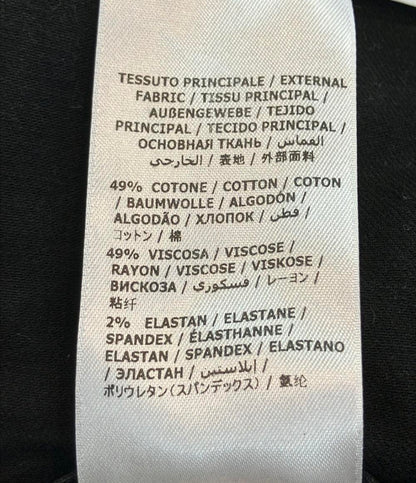 TESSUTO PRINCIPALE / EXTERNAL
FABRIC / TISSU PRINCIPAL /
AUßENGEWEBE / TEJIDO
PRINCIPAL / TECIDO PRINCIPAL /
ОСНОВНАЯ ТКАНЬ / القماش
الخارجي / 表地 / 外部面料
49% COTONE / COTTON / COTON
/ BAUMWOLLE / ALGODÓN /
ALGODÃO / ХЛОПОК / قطن /
コットン / 棉
49% VISCOSA / VISCOSE /
RAYON / VISCOSE / VISKOSE /
ВИСКОЗА / فسكوزي / レーヨン /
粘纤
2% ELASTAN / ELASTANE /
SPANDEX / ÉLASTHANNE /
ELASTAN / SPANDEX / ELASTANO
/ ЭЛАСТАН / إيلاستين /
ポリウレタン(スパンデックス) / 氨纶